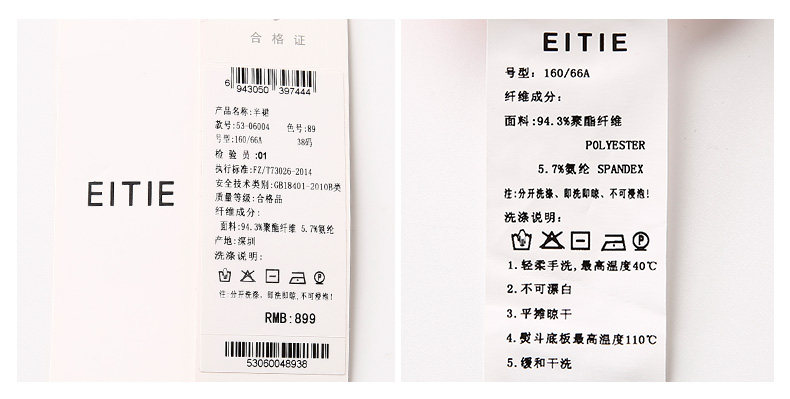 EITIE
合格证
6 943050 397444
产品名称:半裙
款号:53-06004 色号:89
号型:160/66A 38码
检验员:01
执行标准:FZ/T73026-2014
安全技术类别:GB18401-2010B类
质量等级:合格品
纤维成分:
面料:94.3%聚酯纤维 5.7%氨纶
产地:深圳
洗涤说明:
注:分开洗涤、即洗即晾,不可浸泡!
RMB:899
53060048938
EITIE
号型: 160/66A
纤维成分:
面料:94.3%聚酯纤维
POLYESTER
5.7%氨纶 SPANDEX
注:分开洗涤、即洗即晾、不可浸泡!
洗涤说明:
1.轻柔手洗,最高温度40℃
2.不可漂白
3.平摊晾干
4.熨斗底板最高温度110℃
5.缓和干洗